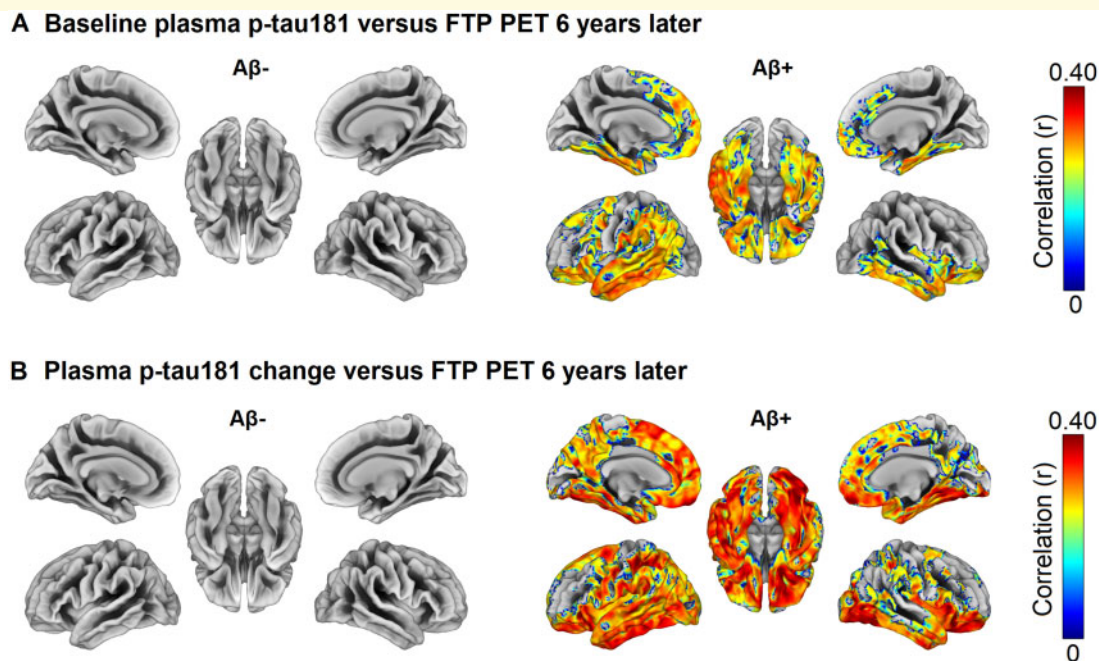 A Baseline plasma p-tau181 versus FTP PET 6 years later
Aβ-
Aβ+
0.40
Correlation (r)
0
B Plasma p-tau181 change versus FTP PET 6 years later
Aβ-
Aβ+
0.40
Correlation (r)
0